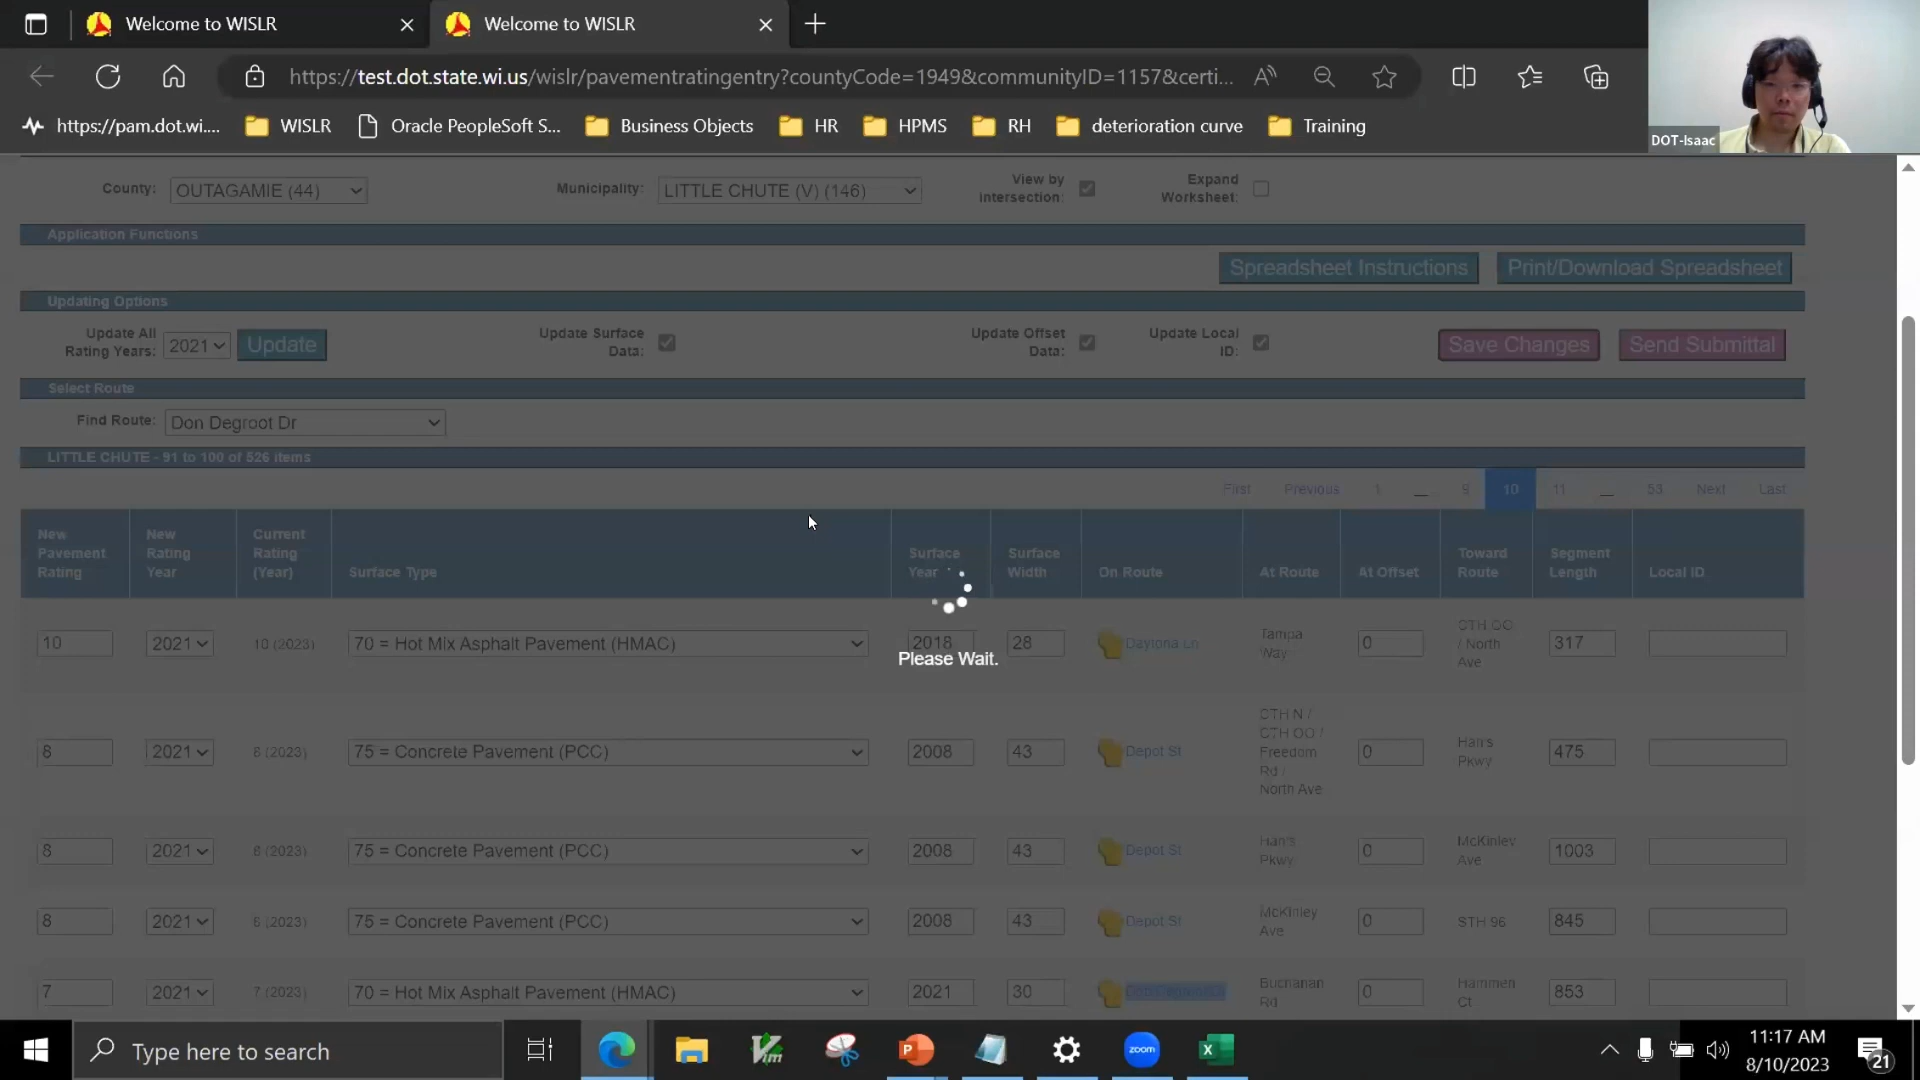 Welcome to WISLR
Welcome to WISLR
https://test.dot.state.wi.us/wislr/pavementratingentry?countyCode=1949&communityID=1157&certi...
https://pam.dot.wi....
WISLR
Oracle PeopleSoft S...
Business Objects
HR
HPMS
RH
deterioration curve
Training
DOT-Isaac
County:
OUTAGAMIE (44)
Municipality:
LITTLE CHUTE (V) (146)
View by
Intersection:
Expand
Worksheet:
Application Functions
Spreadsheet Instructions
Print/Download Spreadsheet
Updating Options
Update All
Rating Years:
2021
Update
Update Surface
Data:
Update Offset
Data:
Update Local
ID:
Save Changes
Send Submittal
Select Route
Find Route:
Don Degroot Dr
LITTLE CHUTE - 91 to 100 of 526 items
First
Previous
1
...
9
10
11
...
53
Next
Last
New
Pavement
Rating
New
Rating
Year
Current
Rating
(Year)
Surface Type
Surface
Year
Surface
Width
On Route
At Route
At Offset
Toward
Route
Segment
Length
Local ID
10
2021
10 (2023)
70 = Hot Mix Asphalt Pavement (HMAC)
2018
28
Daytona Ln
Tampa
Way
0
CTH OO
/ North
Ave
317
Please Wait.
8
2021
(2023)
75 = Concrete Pavement (PCC)
2008
43
Depot St
CTH N /
CTH OO /
Freedom
Rd /
North Ave
0
Han's
Pkwy
475
8
2021
(2023)
75 = Concrete Pavement (PCC)
2008
43
Depot St
Han's
Pkwy
0
McKinley
Ave
1003
8
2021
(2023)
75 = Concrete Pavement (PCC)
2008
43
Depot St
McKinley
Ave
0
STH 96
845
7
2021
7 (2023)
70 = Hot Mix Asphalt Pavement (HMAC)
2021
30
Buchanan
Rd
0
Hammen
Ct
853
Type here to search
zoom
11:17 AM
8/10/2023
21